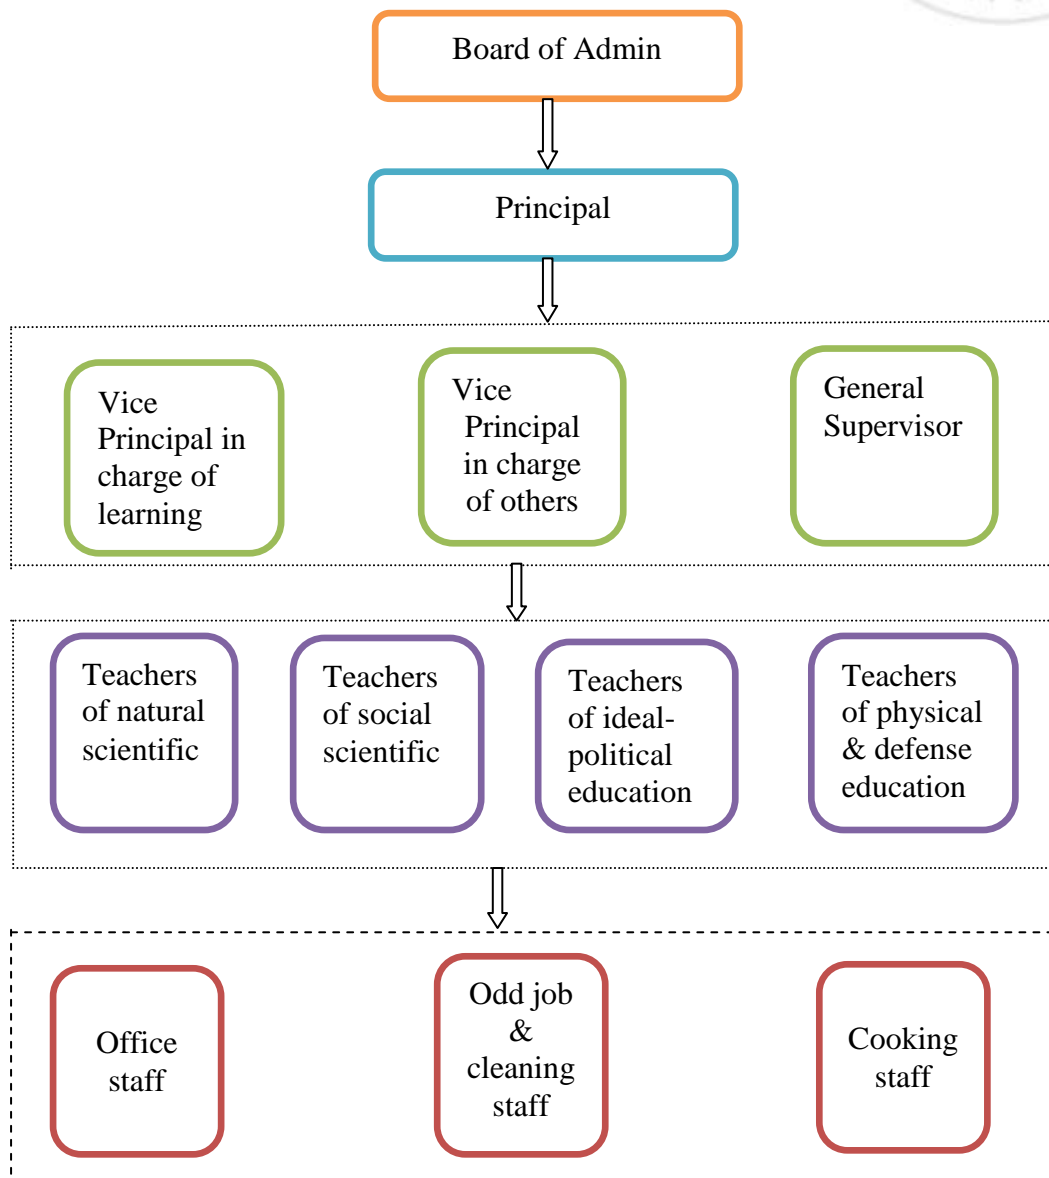 Board of Admin
Principal
Vice
Principal in
charge of
learning
Vice
Principal
in charge
of others
General
Supervisor
Teachers
of natural
scientific
Teachers
of social
scientific
Teachers
of ideal-
political
education
Teachers
of physical
& defense
education
Office
staff
Odd job
&
cleaning
staff
Cooking
staff